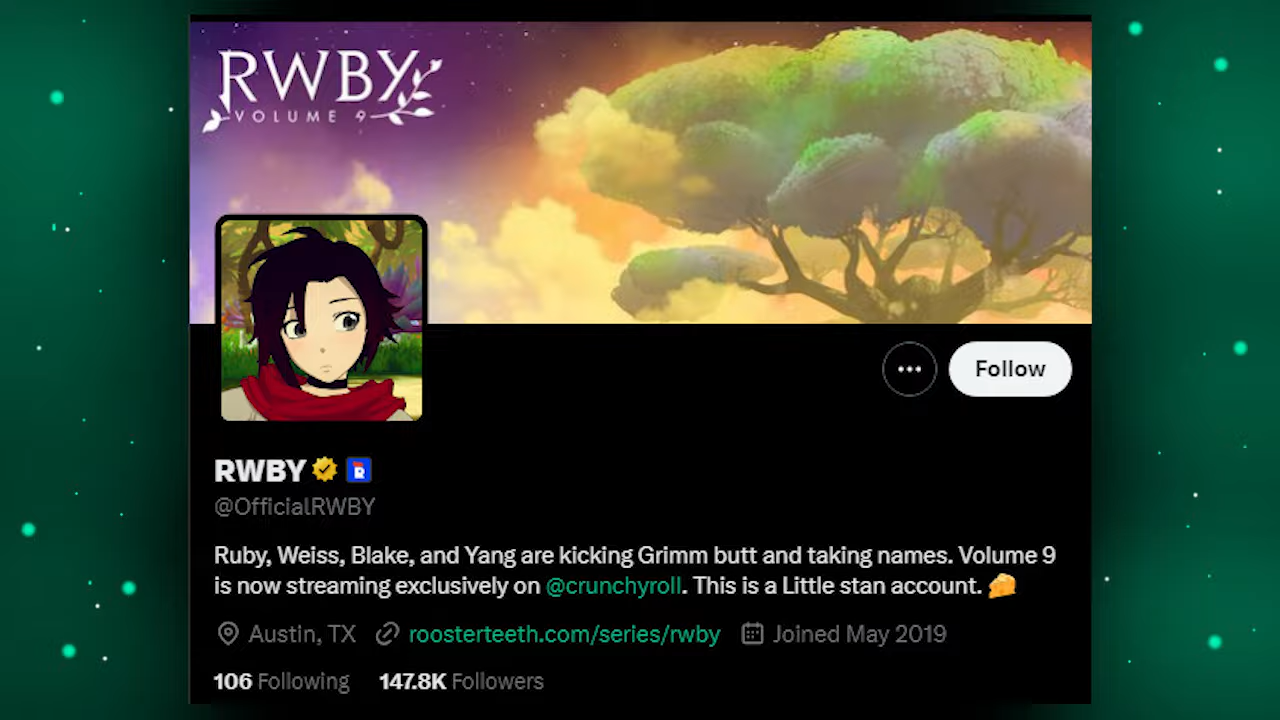 RWBY
VOLUME 9
Follow
RWBY
@OfficialRWBY
Ruby, Weiss, Blake, and Yang are kicking Grimm butt and taking names. Volume 9
is now streaming exclusively on @crunchyroll. This is a Little stan account. 🧀
Austin, TX roosterteeth.com/series/rwby Joined May 2019
106 Following 147.8K Followers